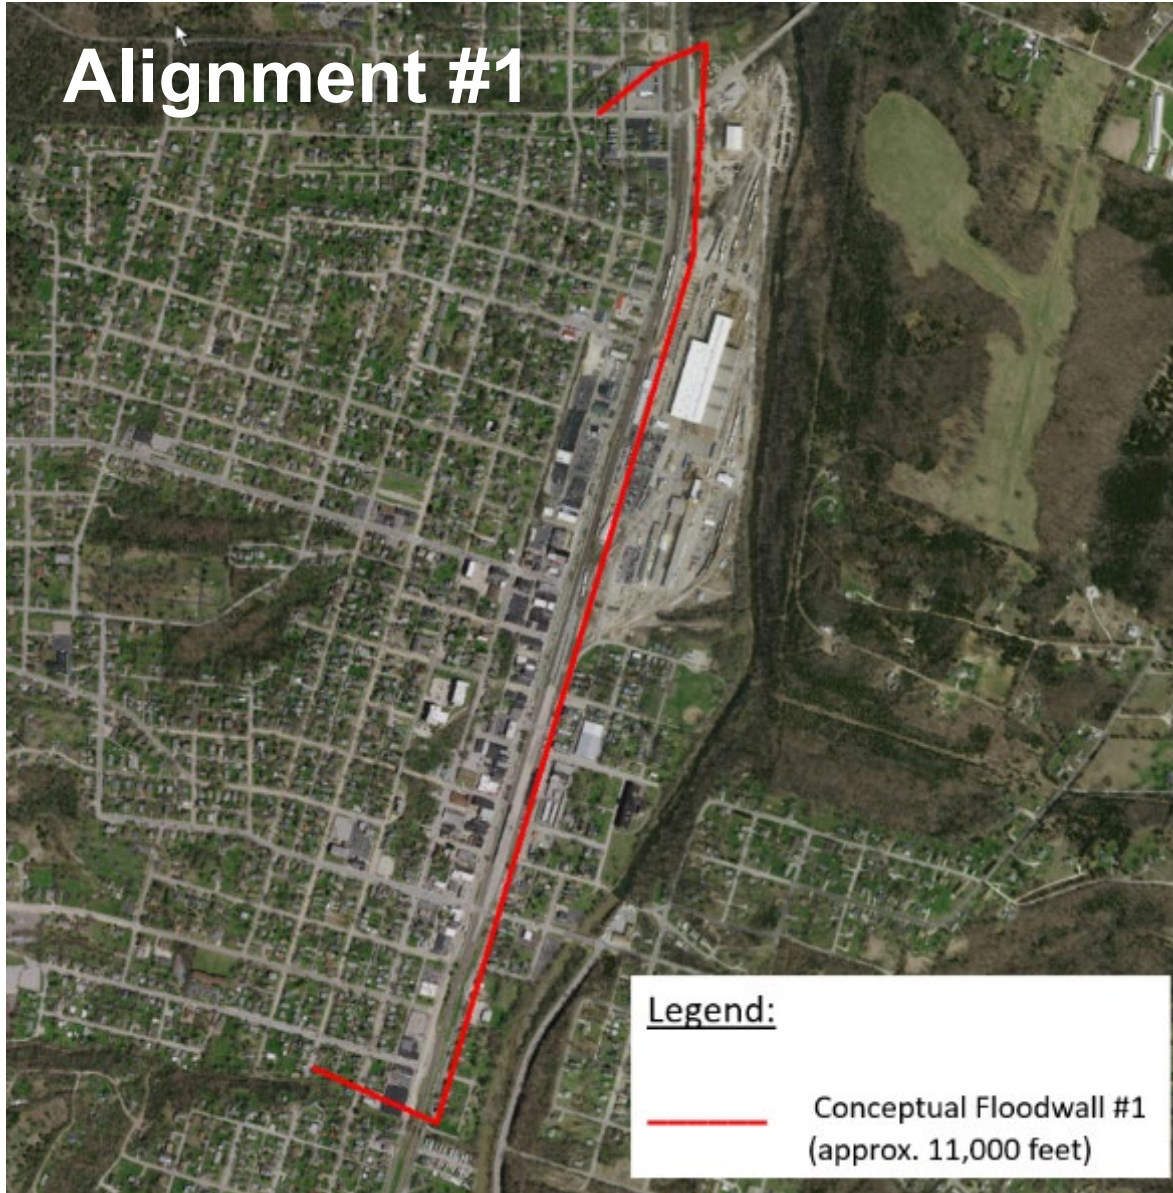 Alignment #1
Legend:
Conceptual Floodwall #1
(approx. 11,000 feet)